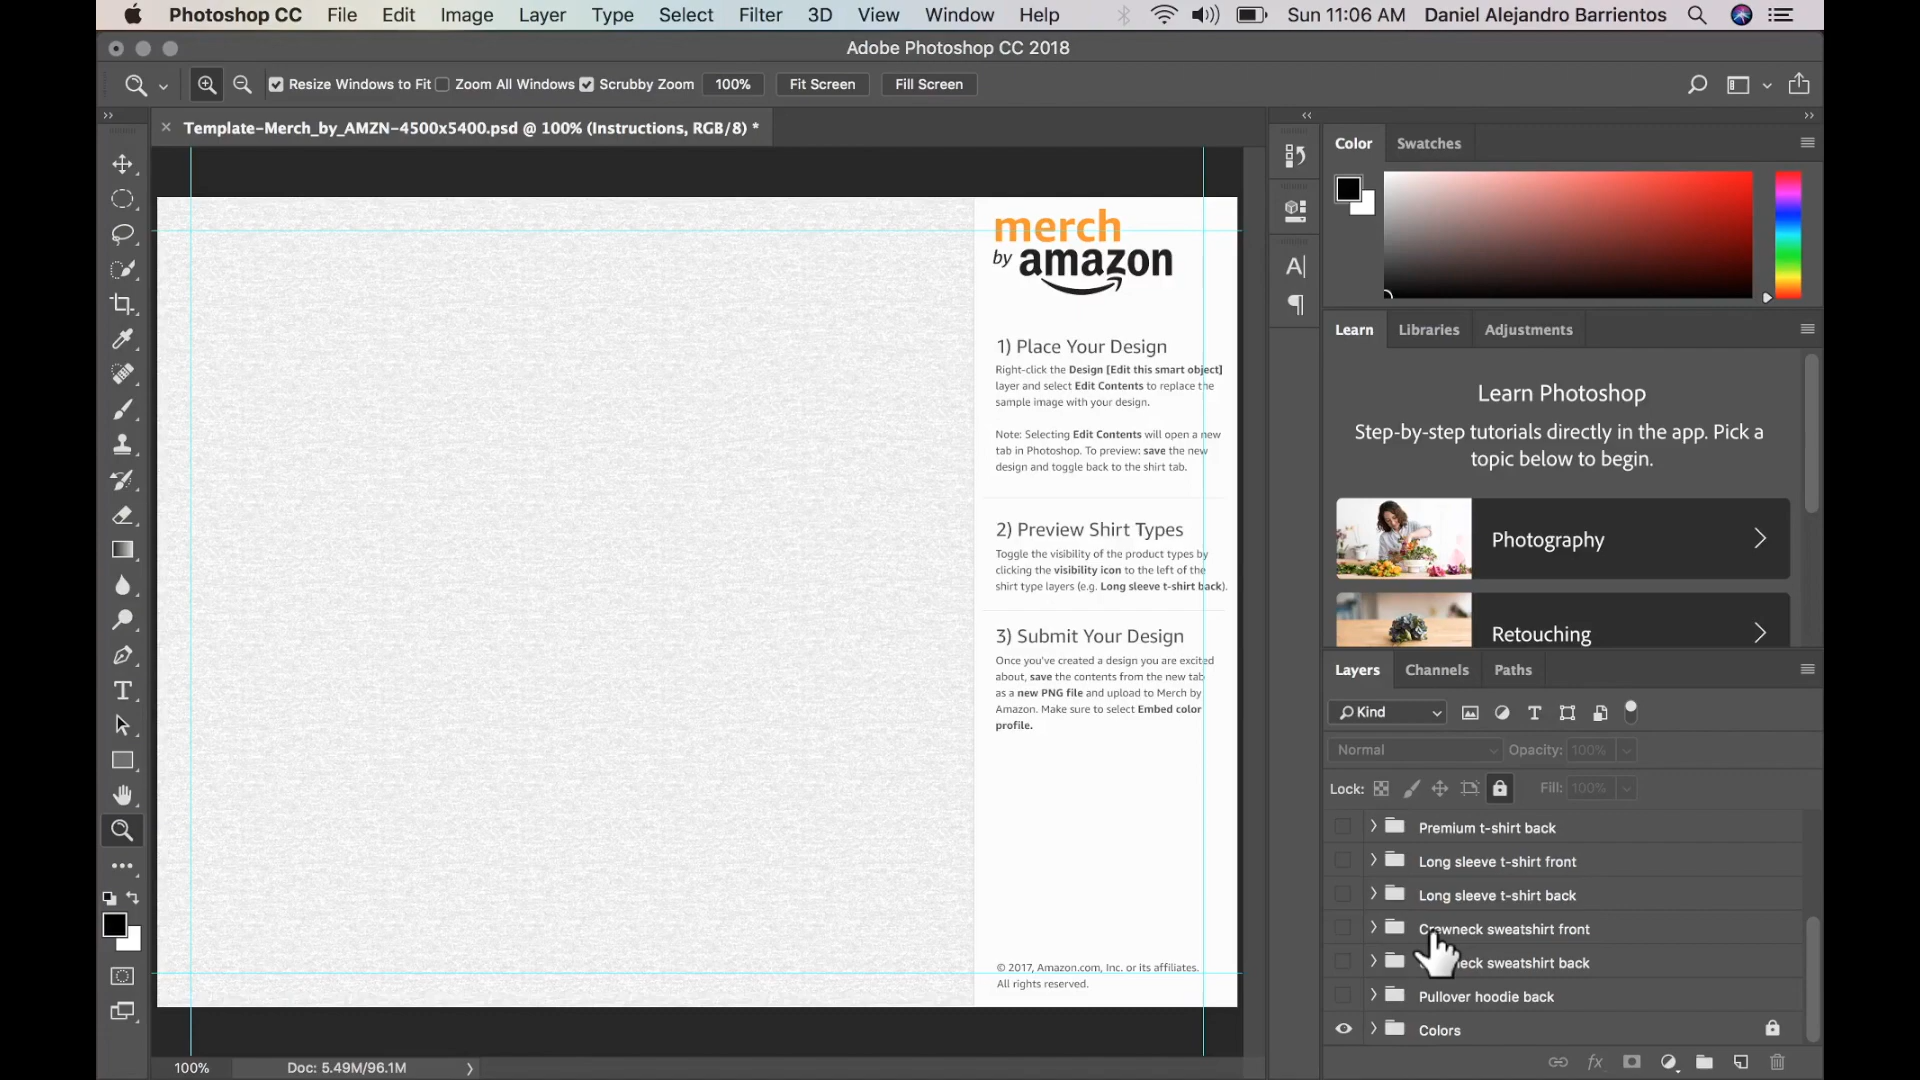 Photoshop CC File Edit Image Layer Type Select Filter 3D View Window Help Sun 11:06 AM Daniel Alejandro Barrientos
Adobe Photoshop CC 2018
Resize Windows to Fit Zoom All Windows Scrubby Zoom 100% Fit Screen Fill Screen
Template-Merch_by_AMZN-4500x5400.psd @ 100% (Instructions, RGB/8) *
merch
by amazon
1) Place Your Design
Right-click the Design [Edit this smart object]
layer and select Edit Contents to replace the
sample image with your design.
Note: Selecting Edit Contents will open a new
tab in Photoshop. To preview: save the new
design and toggle back to the shirt tab.
2) Preview Shirt Types
Toggle the visibility of the product types by
clicking the visibility icon to the left of the
shirt type layers (e.g. Long sleeve t-shirt back).
3) Submit Your Design
Once you've created a design you are excited
about, save the contents from the new tab
as a new PNG file and upload to Merch by
Amazon. Make sure to select Embed color
profile.
© 2017, Amazon.com, Inc. or its affiliates.
All rights reserved.
100% Doc: 5.49M/96.1M
Color Swatches
Learn Libraries Adjustments
Learn Photoshop
Step-by-step tutorials directly in the app. Pick a
topic below to begin.
Photography
Retouching
Layers Channels Paths
Kind
Normal Opacity: 100%
Lock: Fill: 100%
Premium t-shirt back
Long sleeve t-shirt front
Long sleeve t-shirt back
Crewneck sweatshirt front
neck sweatshirt back
Pullover hoodie back
Colors